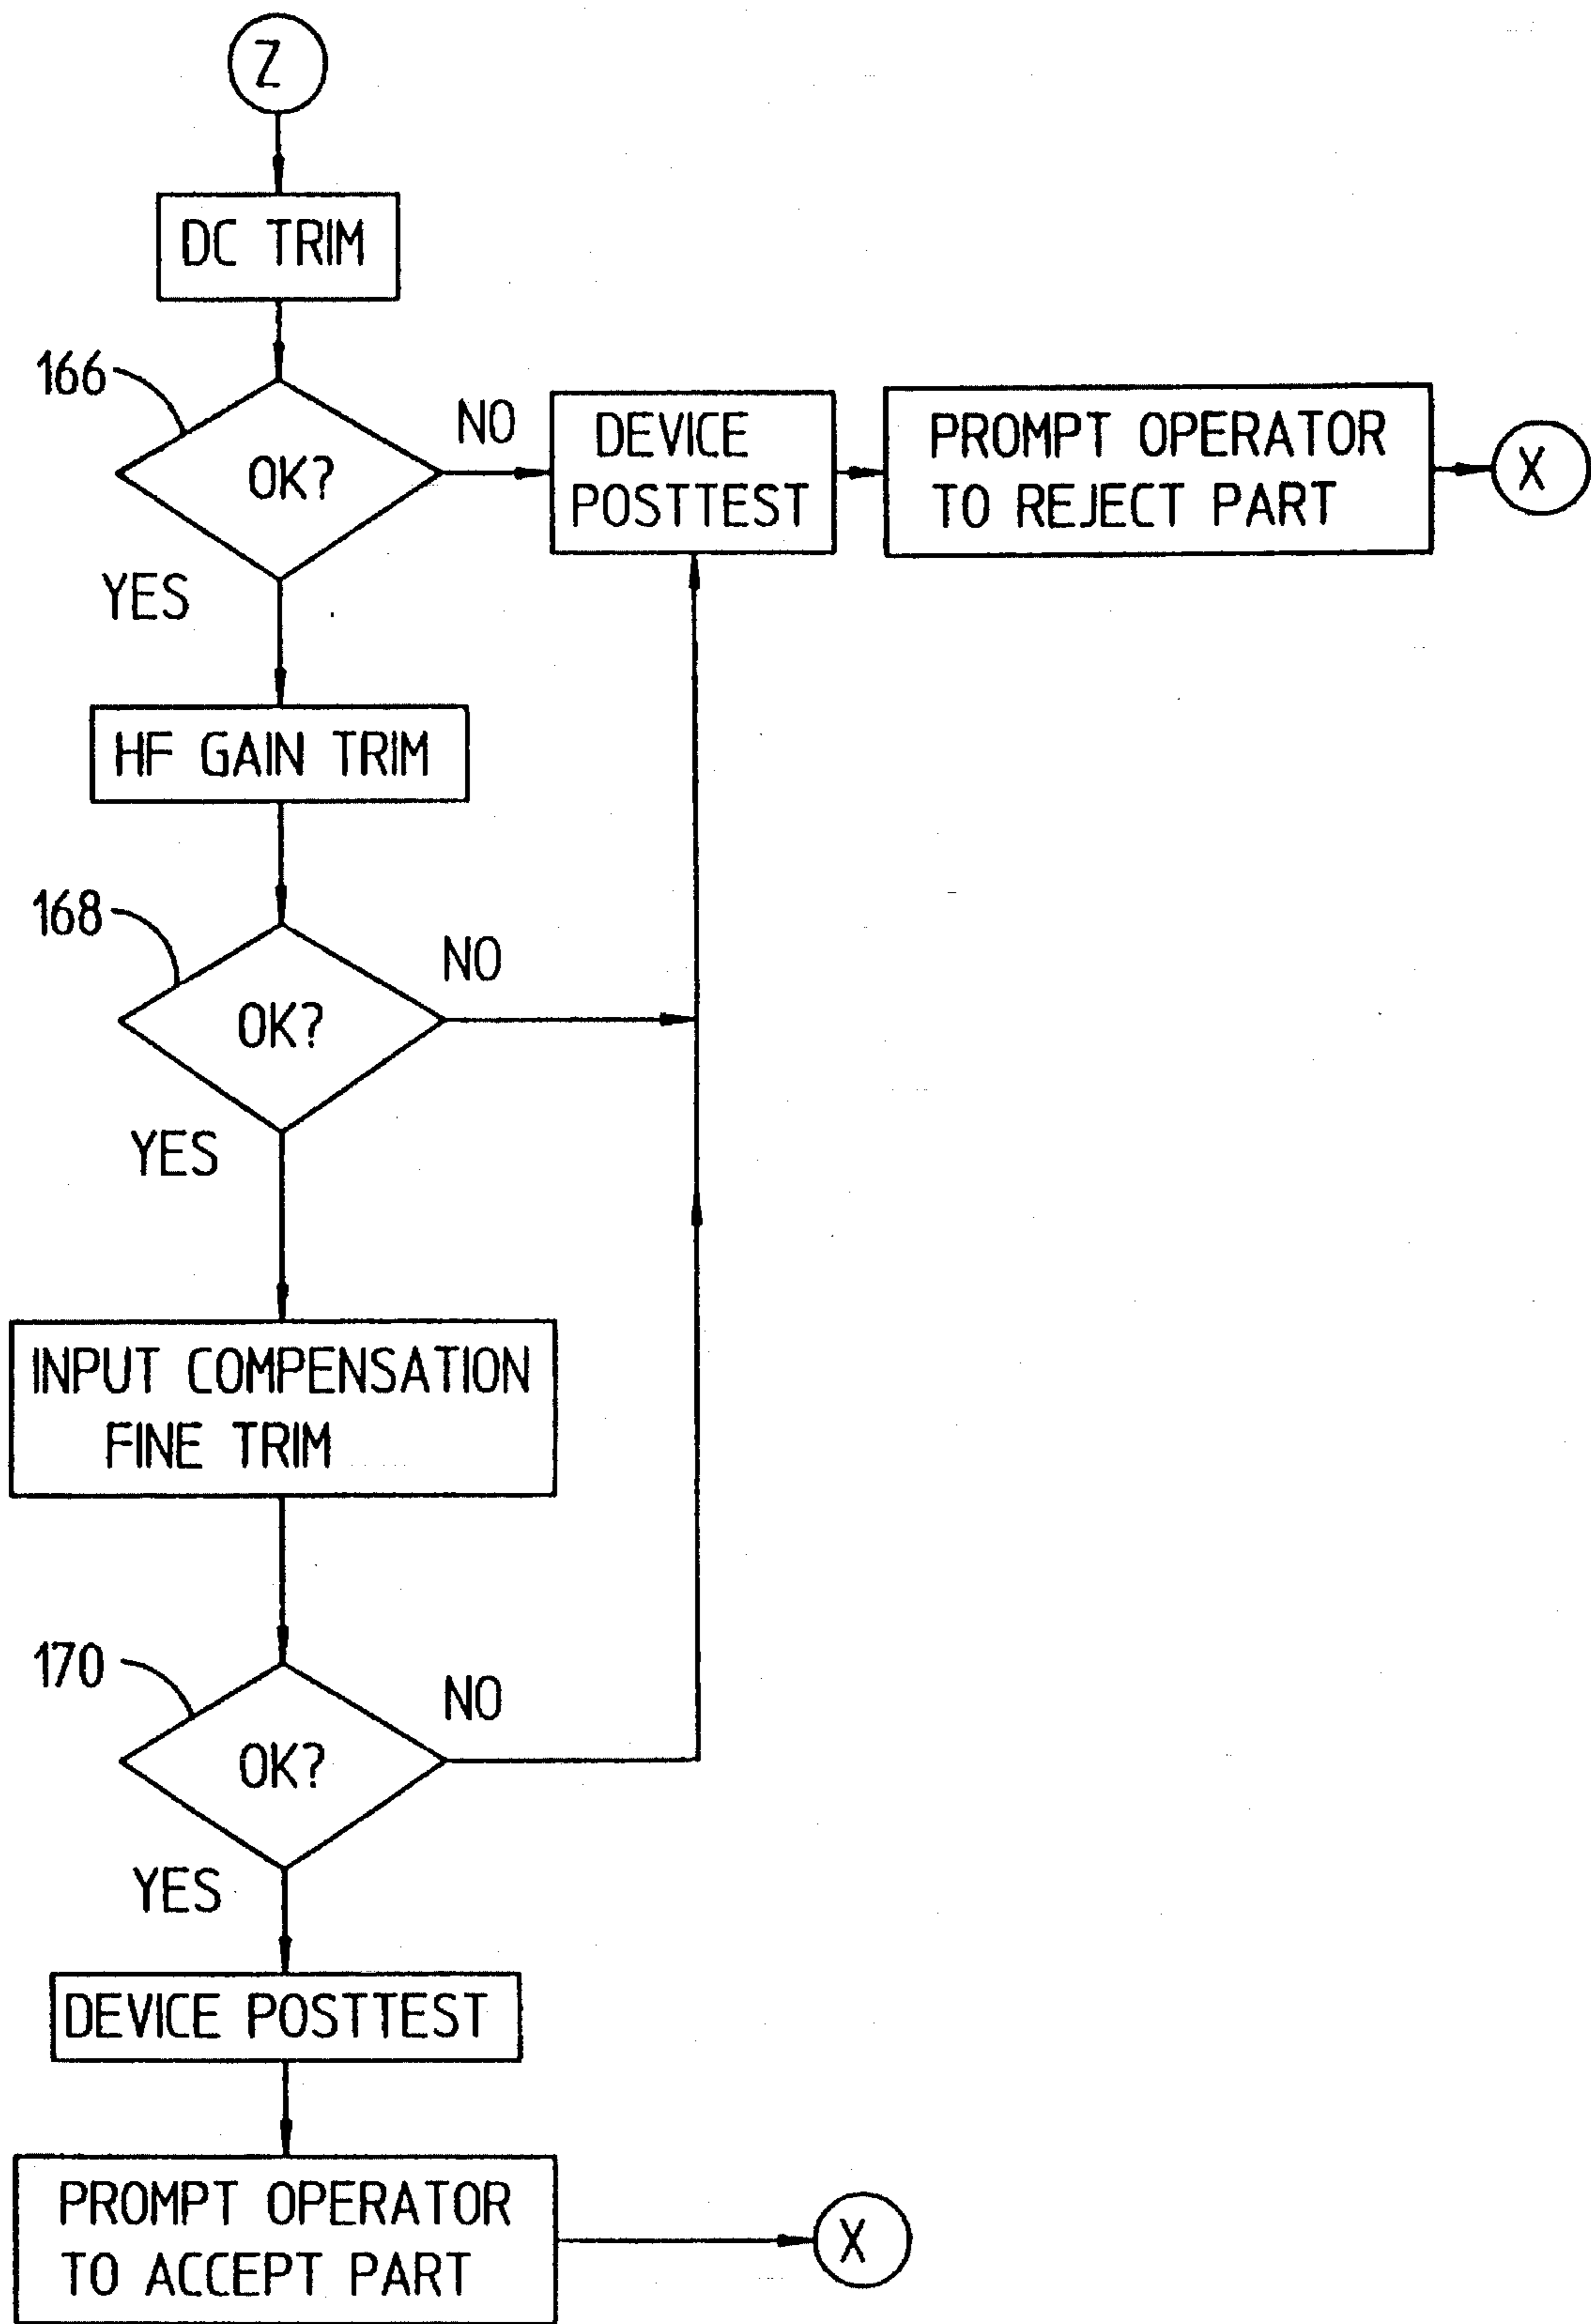 Z
DC TRIM
166
OK?
NO
DEVICE
POSTTEST
PROMPT OPERATOR
TO REJECT PART
X
YES
HF GAIN TRIM
168
OK?
NO
YES
INPUT COMPENSATION
FINE TRIM
170
OK?
NO
YES
DEVICE POSTTEST
PROMPT OPERATOR
TO ACCEPT PART
X